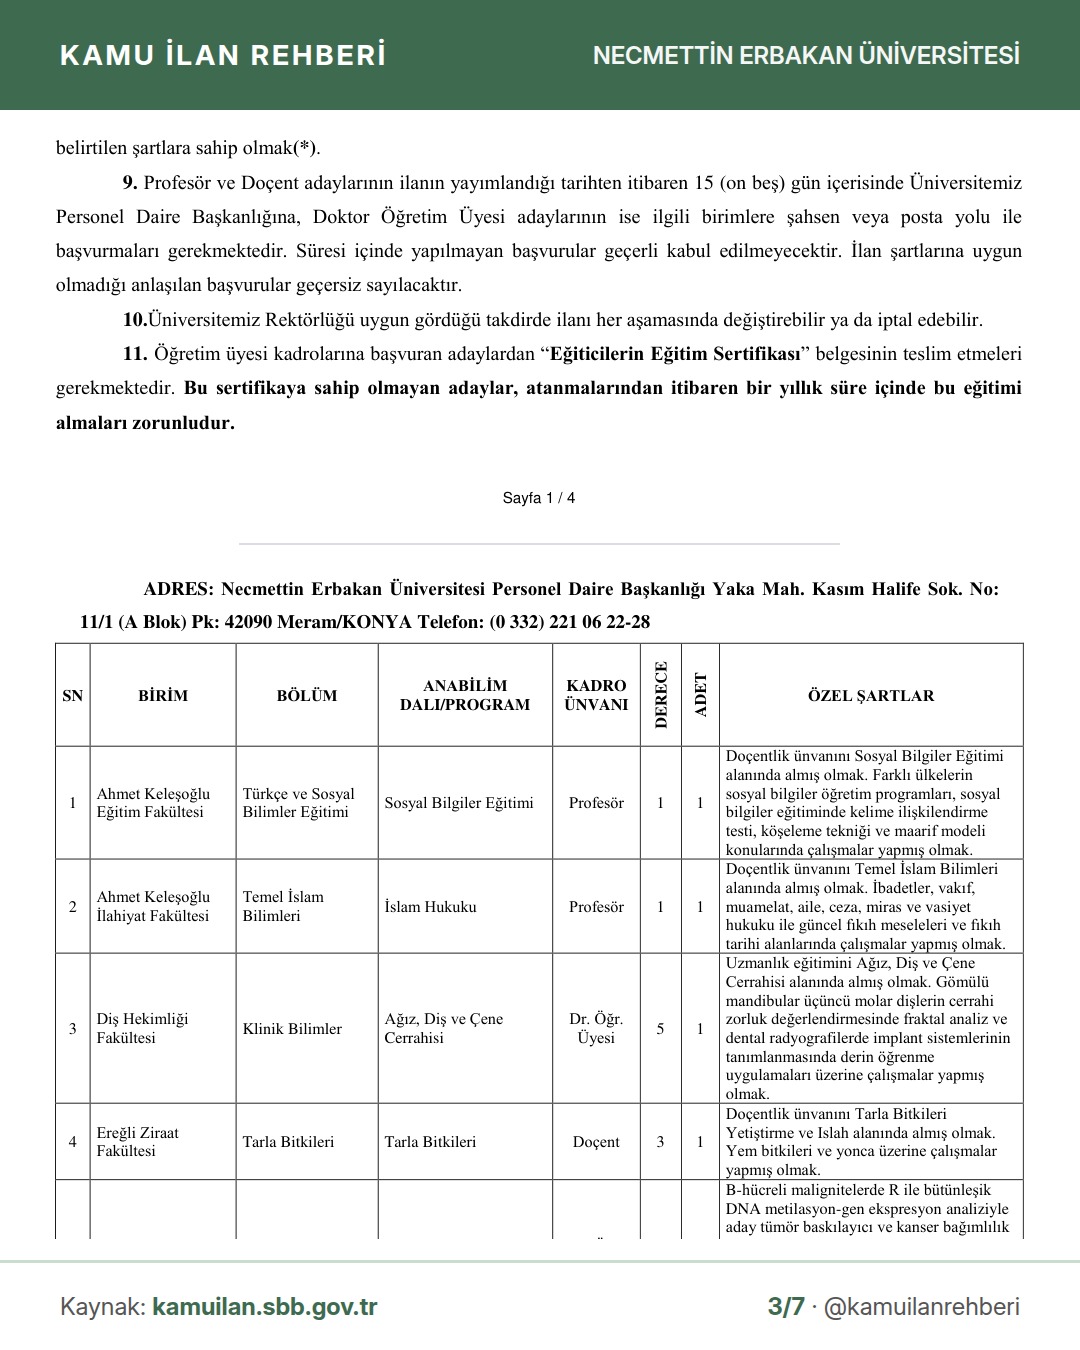 KAMU İLAN REHBERİ
NECMETTİN ERBAKAN ÜNİVERSİTESİ
belirtilen şartlara sahip olmak(*).
9. Profesör ve Doçent adaylarının ilanın yayımlandığı tarihten itibaren 15 (on beş) gün içerisinde Üniversitemiz
Personel Daire Başkanlığına, Doktor Öğretim Üyesi adaylarının ise ilgili birimlere şahsen veya posta yolu ile
başvurmaları gerekmektedir. Süresi içinde yapılmayan başvurular geçerli kabul edilmeyecektir. İlan şartlarına uygun
olmadığı anlaşılan başvurular geçersiz sayılacaktır.
10.Üniversitemiz Rektörlüğü uygun gördüğü takdirde ilanı her aşamasında değiştirebilir ya da iptal edebilir.
11. Öğretim üyesi kadrolarına başvuran adaylardan “Eğiticilerin Eğitim Sertifikası” belgesinin teslim etmeleri
gerekmektedir. Bu sertifikaya sahip olmayan adaylar, atanmalarından itibaren bir yıllık süre içinde bu eğitimi
almaları zorunludur.
Sayfa 1 / 4
ADRES: Necmettin Erbakan Üniversitesi Personel Daire Başkanlığı Yaka Mah. Kasım Halife Sok. No:
11/1 (A Blok) Pk: 42090 Meram/KONYA Telefon: (0 332) 221 06 22-28
SN
BİRİM
BÖLÜM
ANABİLİM
DALI/PROGRAM
KADRO
ÜNVANI
DERECE
ADET
ÖZEL ŞARTLAR
1
Ahmet Keleşoğlu
Eğitim Fakültesi
Türkçe ve Sosyal
Bilimler Eğitimi
Sosyal Bilgiler Eğitimi
Profesör
1
1
Doçentlik ünvanını Sosyal Bilgiler Eğitimi
alanında almış olmak. Farklı ülkelerin
sosyal bilgiler öğretim programları, sosyal
bilgiler eğitiminde kelime ilişkilendirme
testi, köşeleme tekniği ve maarif modeli
konularında çalışmalar yapmış olmak.
2
Ahmet Keleşoğlu
İlahiyat Fakültesi
Temel İslam
Bilimleri
İslam Hukuku
Profesör
1
1
Doçentlik ünvanını Temel İslam Bilimleri
alanında almış olmak. İbadetler, vakıf,
muamelat, aile, ceza, miras ve vasiyet
hukuku ile güncel fıkıh meseleleri ve fıkıh
tarihi alanlarında çalışmalar yapmış olmak.
3
Diş Hekimliği
Fakültesi
Klinik Bilimler
Ağız, Diş ve Çene
Cerrahisi
Dr. Öğr.
Üyesi
5
1
Uzmanlık eğitimini Ağız, Diş ve Çene
Cerrahisi alanında almış olmak. Gömülü
mandibular üçüncü molar dişlerin cerrahi
zorluk değerlendirmesinde fraktal analiz ve
dental radyografilerde implant sistemlerinin
tanımlanmasında derin öğrenme
uygulamaları üzerine çalışmalar yapmış
olmak.
4
Ereğli Ziraat
Fakültesi
Tarla Bitkileri
Tarla Bitkileri
Doçent
3
1
Doçentlik ünvanını Tarla Bitkileri
Yetiştirme ve Islah alanında almış olmak.
Yem bitkileri ve yonca üzerine çalışmalar
yapmış olmak.
B-hücreli malignitelerde R ile bütünleşik
DNA metilasyon-gen ekspresyon analiziyle
aday tümör baskılayıcı ve kanser bağımlılık
Kaynak: kamuilan.sbb.gov.tr
3/7 · @kamuilanrehberi